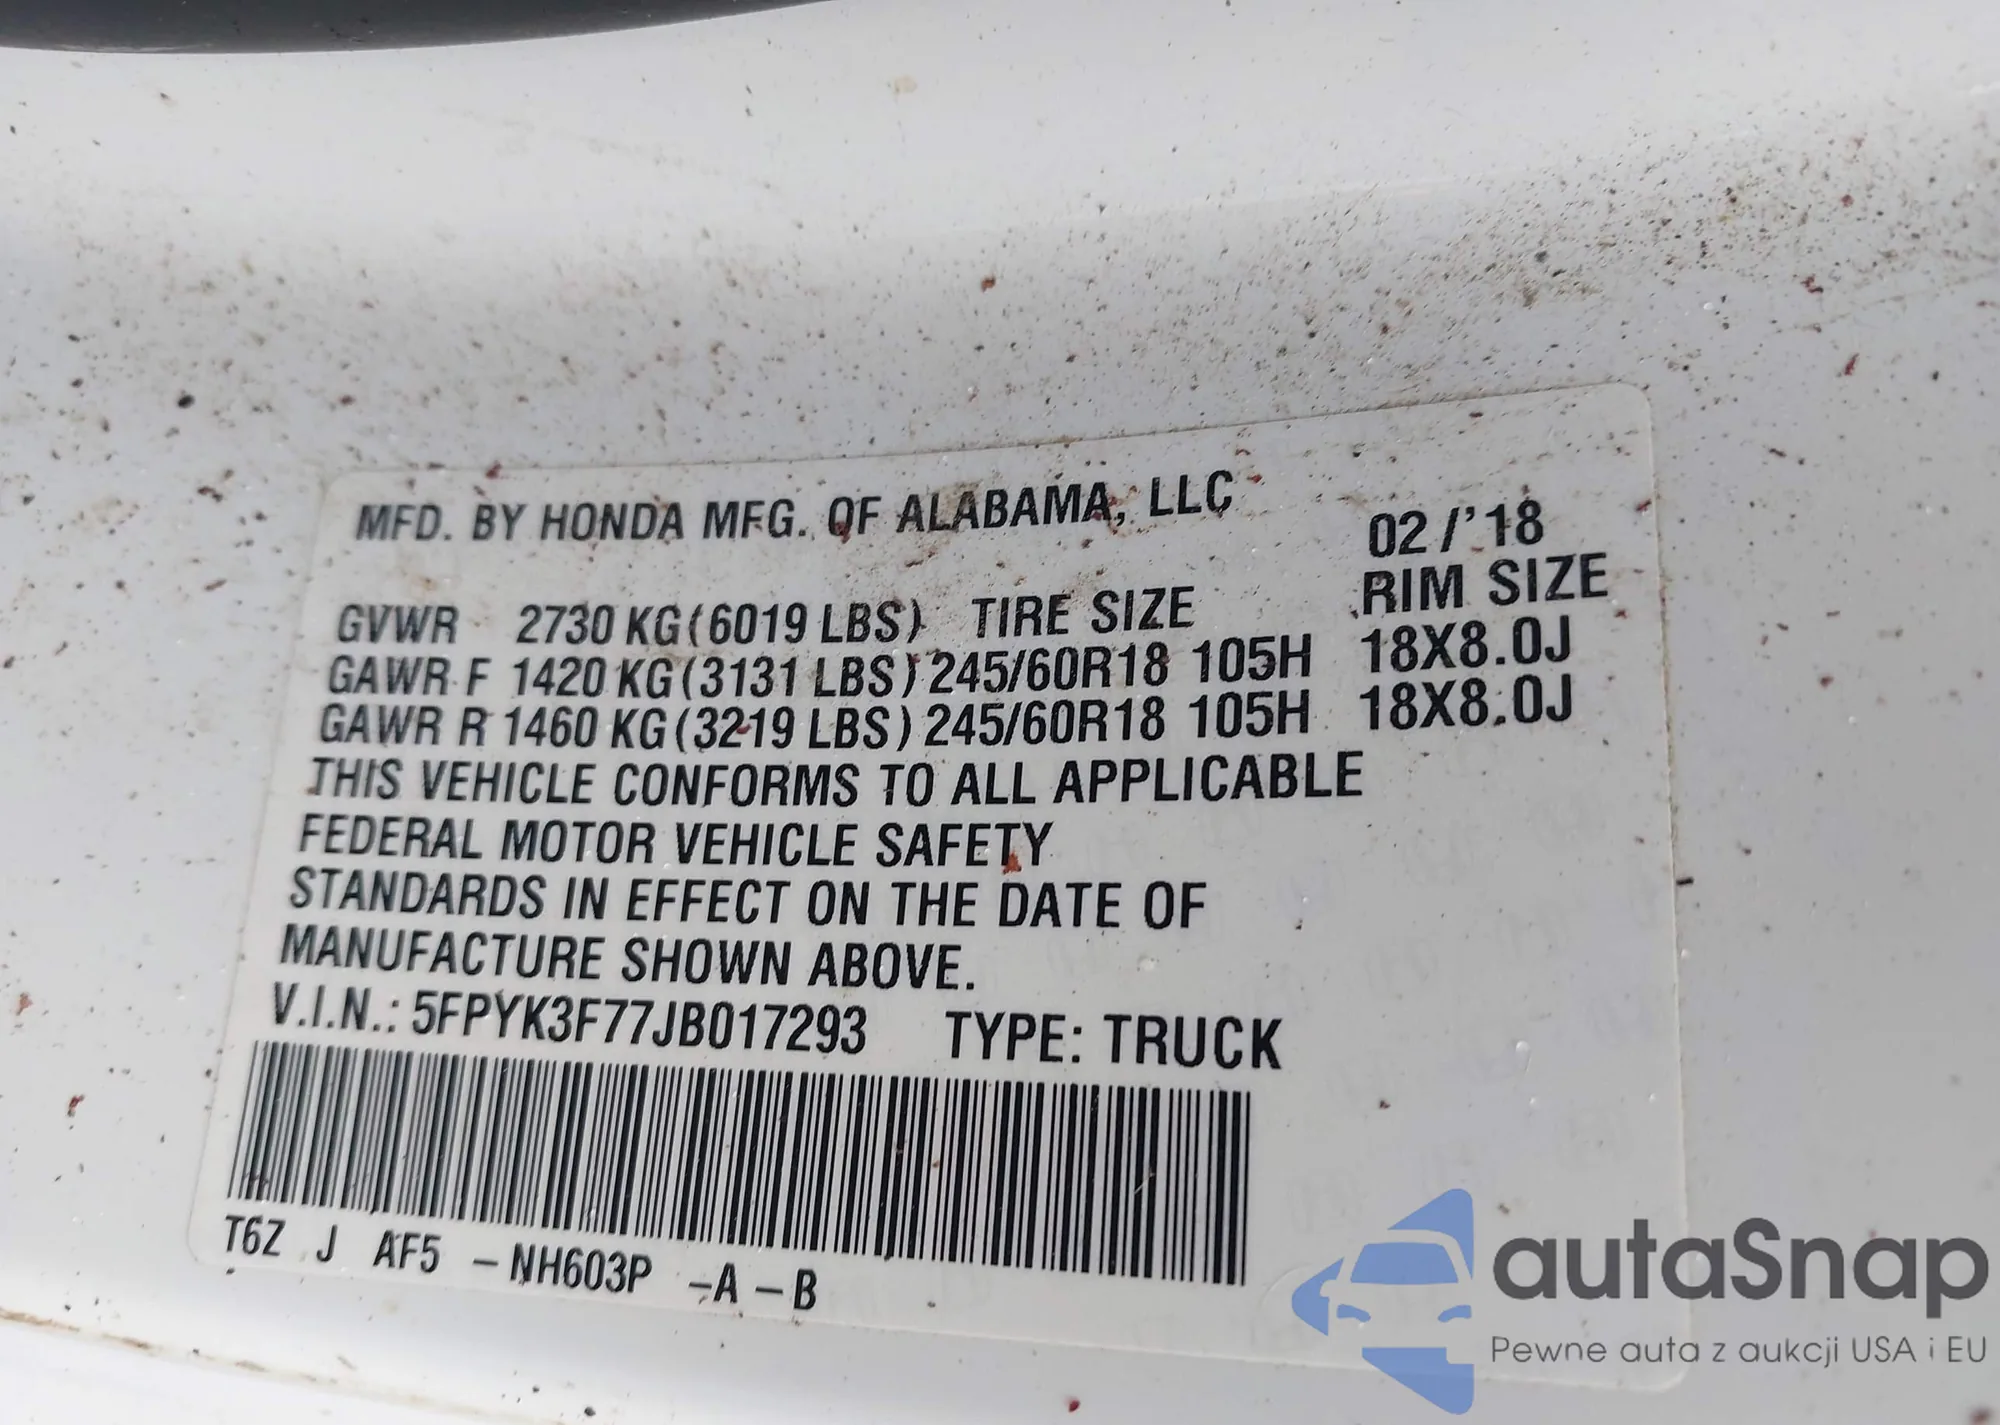 MFD. BY HONDA MFG. OF ALABAMA, LLC
02/'18
GVWR 2730 KG(6019 LBS) TIRE SIZE RIM SIZE
GAWR F 1420 KG(3131 LBS) 245/60R18 105H 18X8.0J
GAWR R 1460 KG(3219 LBS) 245/60R18 105H 18X8.0J
THIS VEHICLE CONFORMS TO ALL APPLICABLE
FEDERAL MOTOR VEHICLE SAFETY
STANDARDS IN EFFECT ON THE DATE OF
MANUFACTURE SHOWN ABOVE.
V.I.N.: 5FPYK3F77JB017293 TYPE: TRUCK
T6Z J AF5 -NH603P -A-B
autaSnap
Pewne auta z aukcji USA i EU